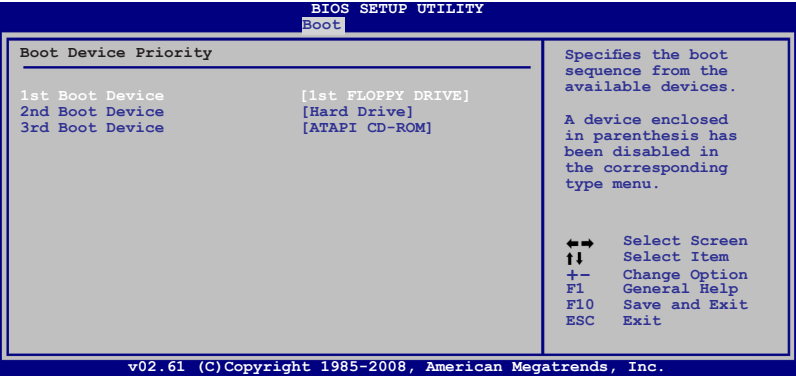 BIOS SETUP UTILITY
Boot
Boot Device Priority
1st Boot Device [1st FLOPPY DRIVE]
2nd Boot Device [Hard Drive]
3rd Boot Device [ATAPI CD-ROM]
Specifies the boot
sequence from the
available devices.
A device enclosed
in parenthesis has
been disabled in
the corresponding
type menu.
←→ Select Screen
↑↓ Select Item
+- Change Option
F1 General Help
F10 Save and Exit
ESC Exit
v02.61 (C)Copyright 1985-2008, American Megatrends, Inc.